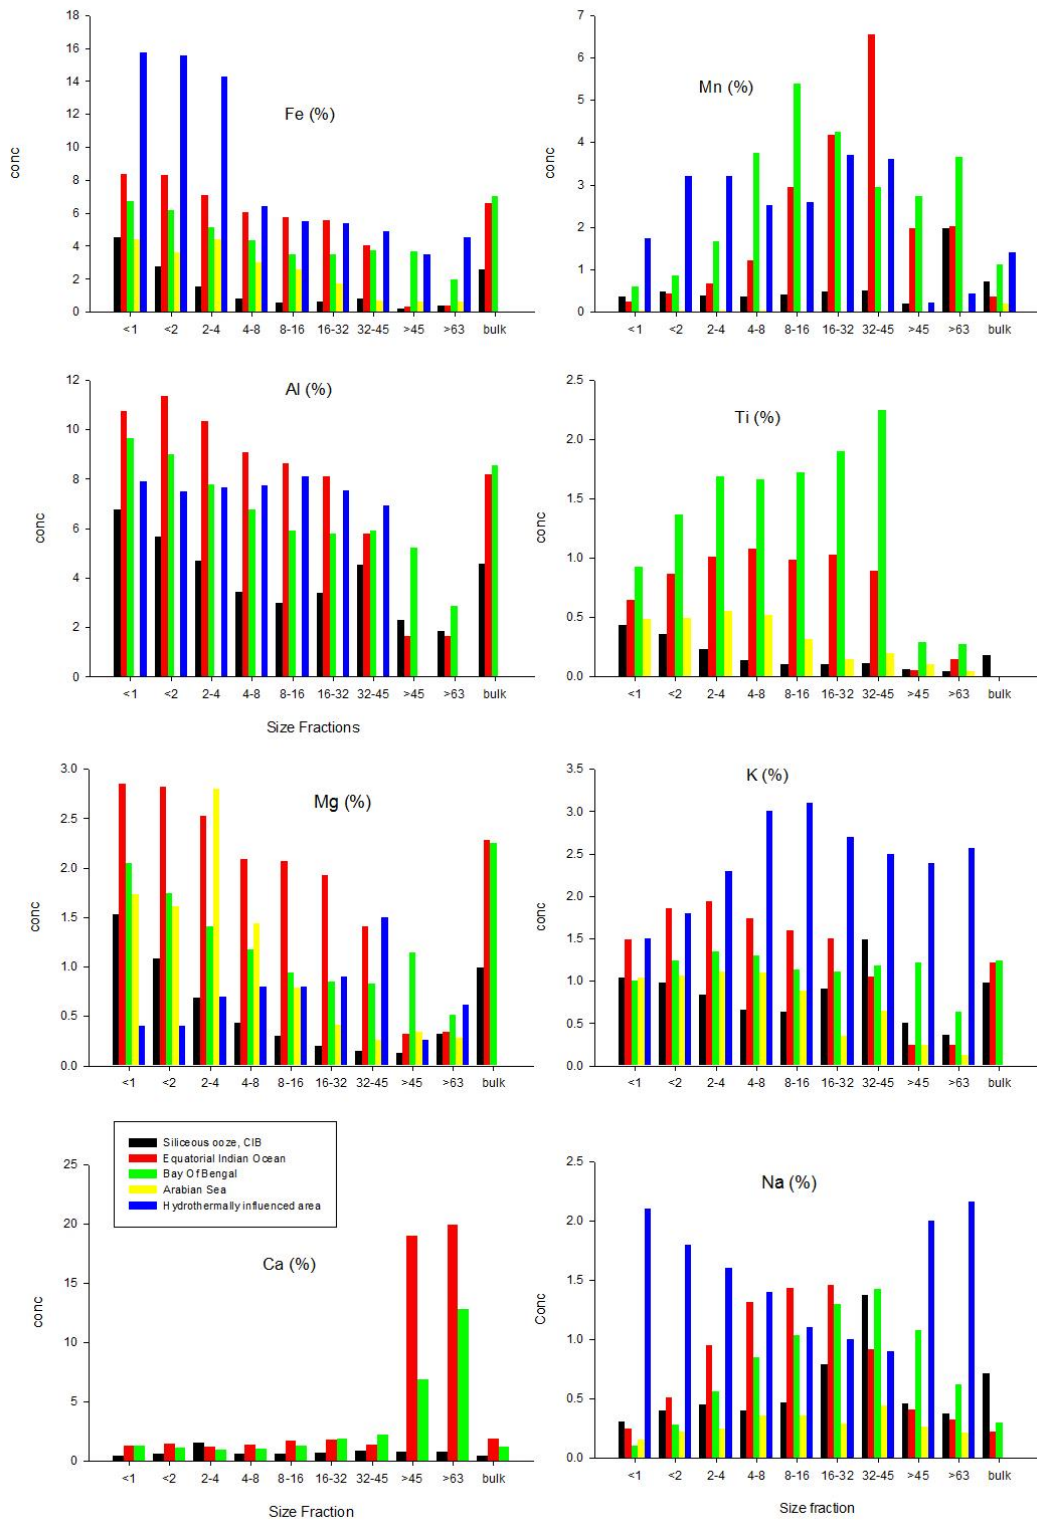 Fe (%)
conc
18
16
14
12
10
8
6
4
2
0
<1 <2 2-4 4-8 8-16 16-32 32-45 >45 >63 bulk
Mn (%)
conc
7
6
5
4
3
2
1
0
<1 <2 2-4 4-8 8-16 16-32 32-45 >45 >63 bulk
Al (%)
conc
12
10
8
6
4
2
0
<1 <2 2-4 4-8 8-16 16-32 32-45 >45 >63 bulk
Size Fractions
Ti (%)
conc
2.5
2.0
1.5
1.0
0.5
0.0
<1 <2 2-4 4-8 8-16 16-32 32-45 >45 >63 bulk
Mg (%)
conc
3.0
2.5
2.0
1.5
1.0
0.5
0.0
<1 <2 2-4 4-8 8-16 16-32 32-45 >45 >63 bulk
K (%)
conc
3.5
3.0
2.5
2.0
1.5
1.0
0.5
0.0
<1 <2 2-4 4-8 8-16 16-32 32-45 >45 >63 bulk
Siliceous ooze, CIB
Equatorial Indian Ocean
Bay Of Bengal
Arabian Sea
Hydrothermally influenced area
Ca (%)
conc
25
20
15
10
5
0
<1 <2 2-4 4-8 8-16 16-32 32-45 >45 >63 bulk
Size Fraction
Na (%)
Conc
2.5
2.0
1.5
1.0
0.5
0.0
<1 <2 2-4 4-8 8-16 16-32 32-45 >45 >63 bulk
Size fraction